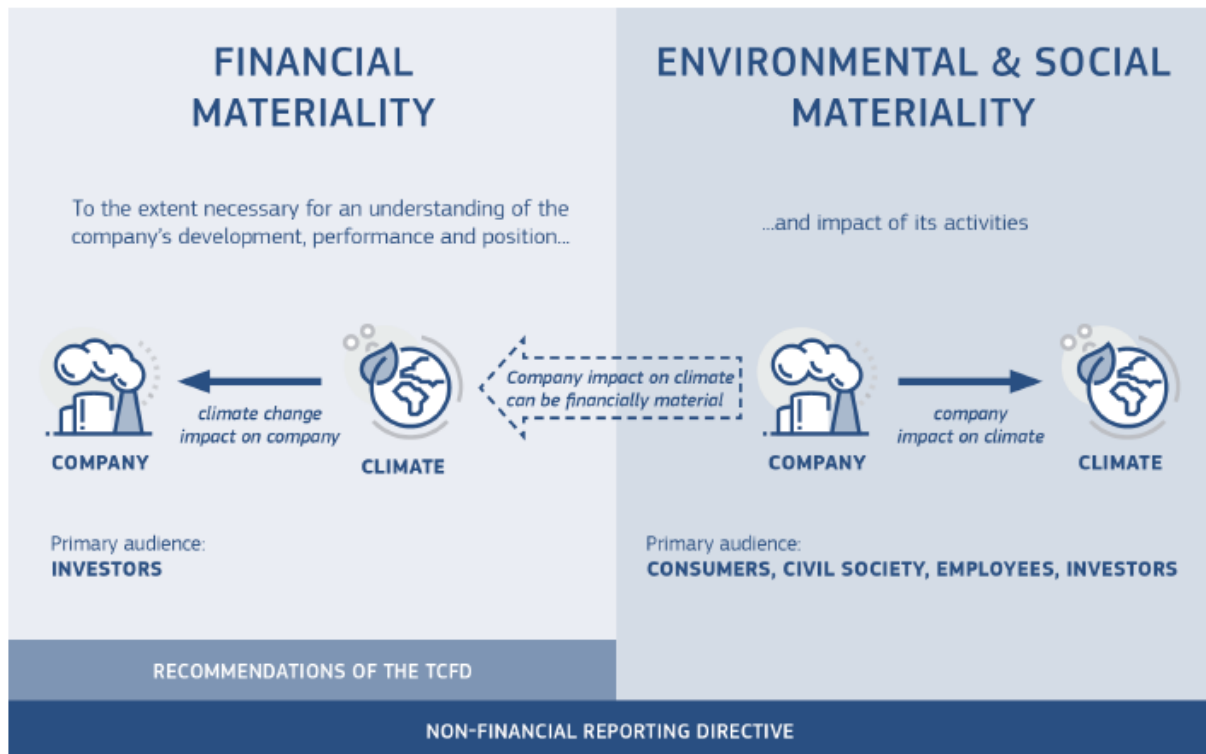 FINANCIAL
MATERIALITY
To the extent necessary for an understanding of the
company's development, performance and position...
climate change
impact on company
COMPANY
CLIMATE
Primary audience:
INVESTORS
RECOMMENDATIONS OF THE TCFD
Company impact on climate
can be financially material
ENVIRONMENTAL & SOCIAL
MATERIALITY
...and impact of its activities
company
impact on climate
COMPANY
CLIMATE
Primary audience:
CONSUMERS, CIVIL SOCIETY, EMPLOYEES, INVESTORS
NON-FINANCIAL REPORTING DIRECTIVE